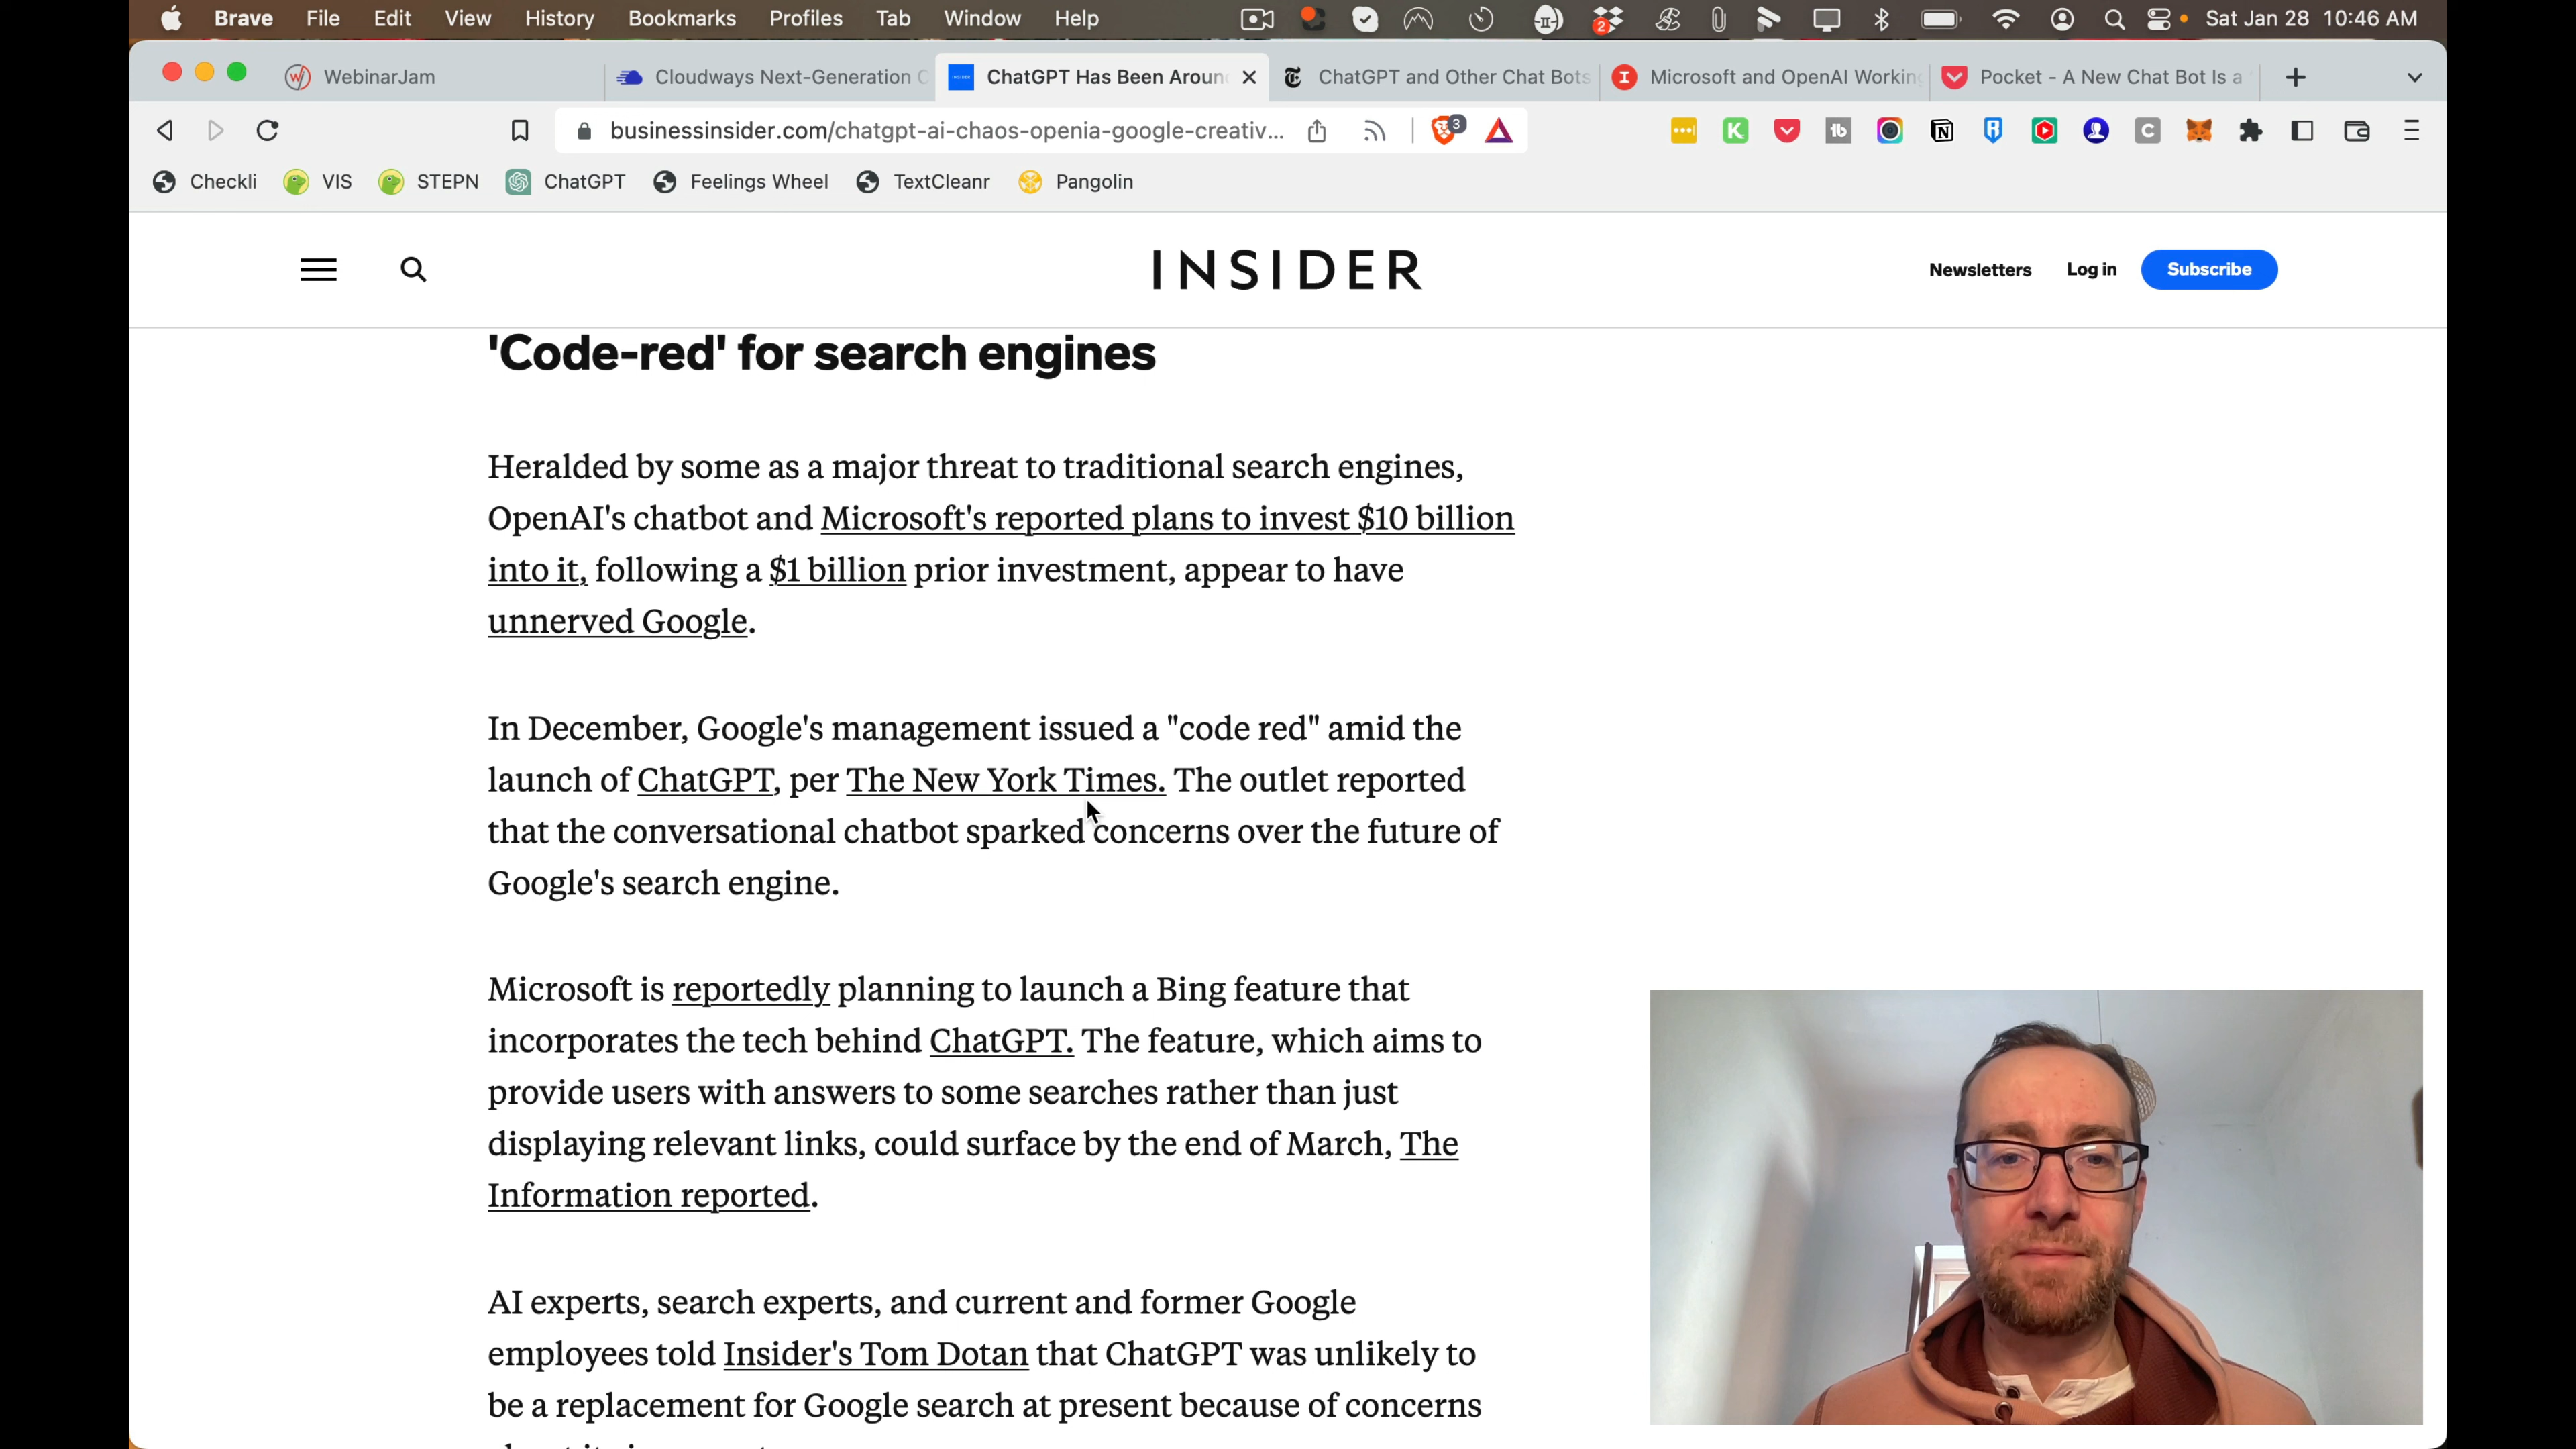 Brave File Edit View History Bookmarks Profiles Tab Window Help
2
Sat Jan 28 10:46 AM
WebinarJam
Cloudways Next-Generation C
ChatGPT Has Been Aroun
ChatGPT and Other Chat Bots
Microsoft and OpenAI Working
Pocket - A New Chat Bot Is a
businessinsider.com/chatgpt-ai-chaos-openia-google-creativ...
3
Checkli VIS STEPN ChatGPT Feelings Wheel TextCleanr Pangolin
INSIDER
Newsletters Log in Subscribe
'Code-red' for search engines
Heralded by some as a major threat to traditional search engines,
OpenAI's chatbot and Microsoft's reported plans to invest $10 billion
into it, following a $1 billion prior investment, appear to have
unnerved Google.
In December, Google's management issued a "code red" amid the
launch of ChatGPT, per The New York Times. The outlet reported
that the conversational chatbot sparked concerns over the future of
Google's search engine.
Microsoft is reportedly planning to launch a Bing feature that
incorporates the tech behind ChatGPT. The feature, which aims to
provide users with answers to some searches rather than just
displaying relevant links, could surface by the end of March, The
Information reported.
AI experts, search experts, and current and former Google
employees told Insider's Tom Dotan that ChatGPT was unlikely to
be a replacement for Google search at present because of concerns